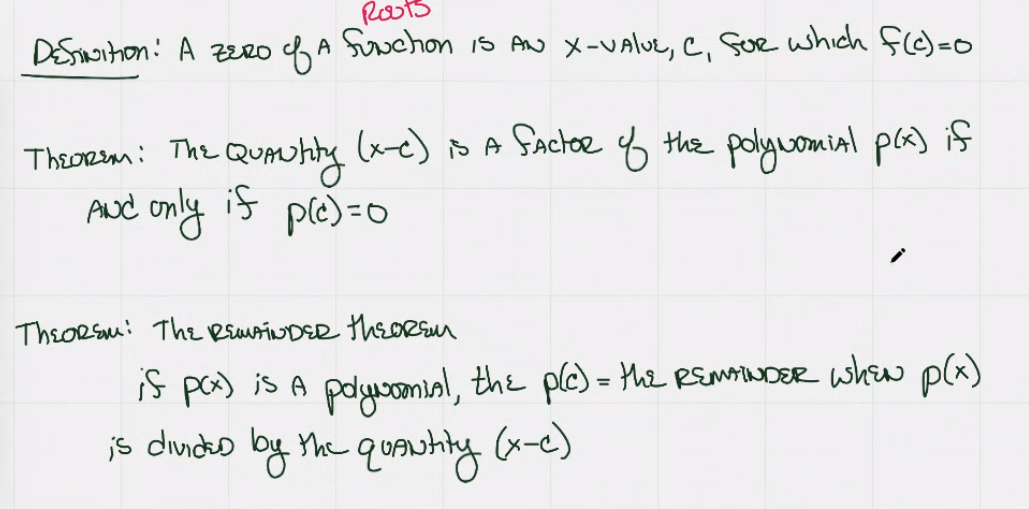 Roots
Definition: A zero of A function is AN x-value, c, for which f(c)=0
Theorem: The Quantity (x-c) is A factor of the polynomial p(x) if
And only if p(c)=0
Theorem: The Remainder theorem
if p(x) is A polynomial, the p(c) = the REMAINDER when p(x)
is divided by the quantity (x-c)